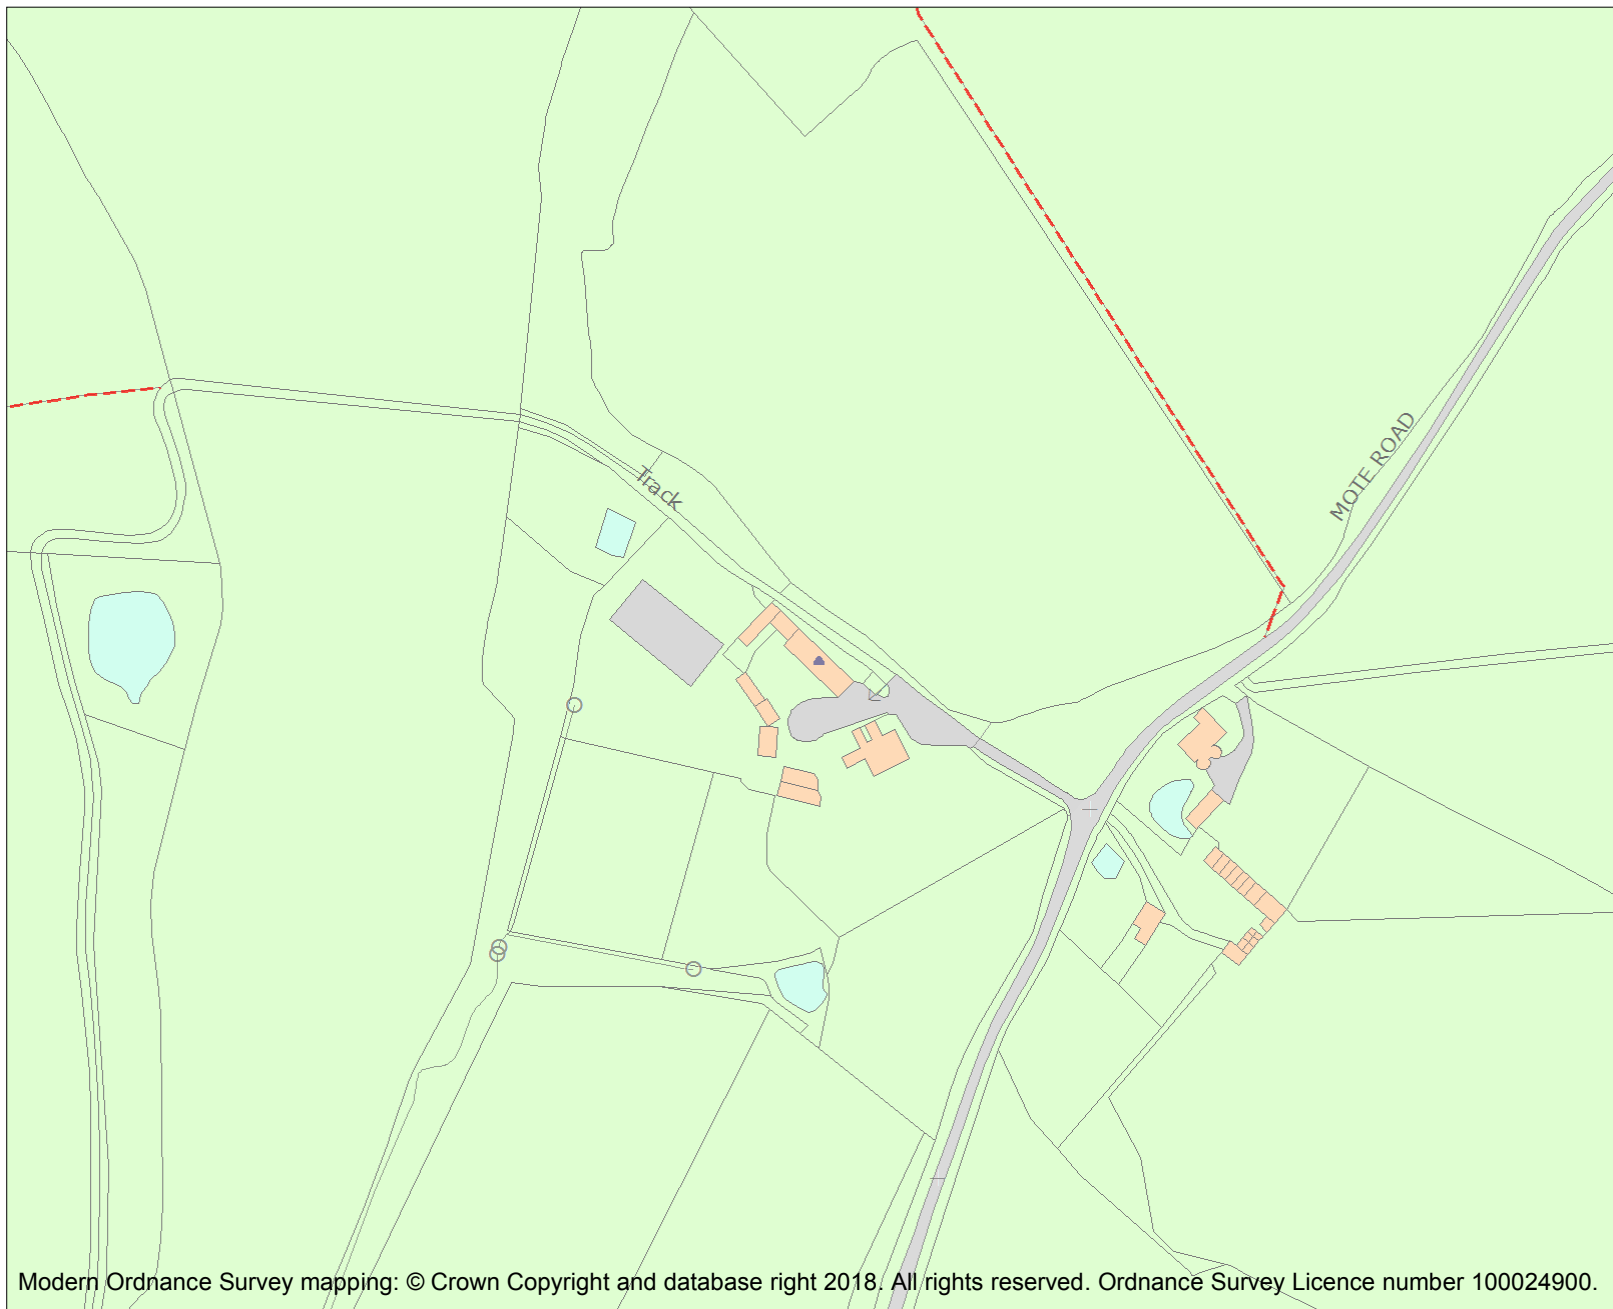 MOTE ROAD
Track
Modern Ordnance Survey mapping: © Crown Copyright and database right 2018. All rights reserved. Ordnance Survey Licence number 100024900.